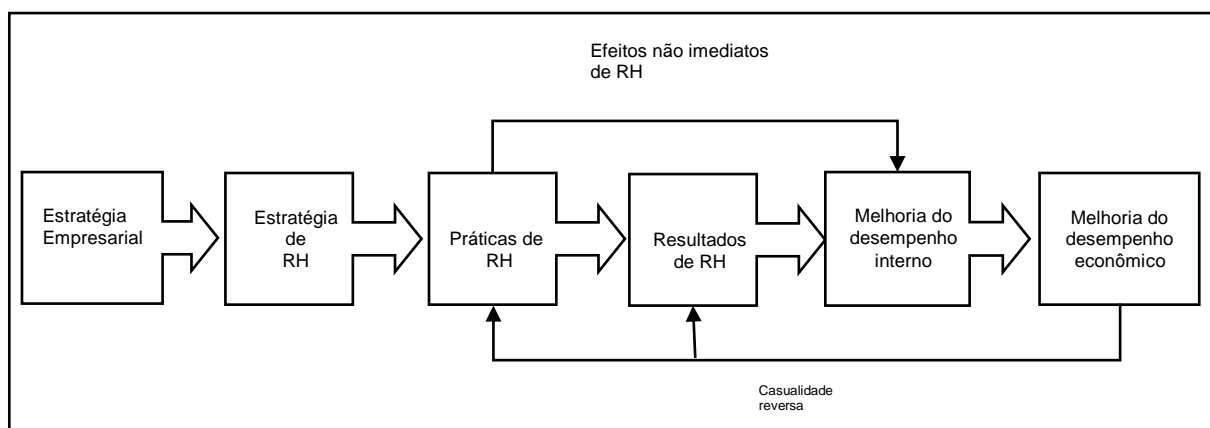 Efeitos não imediatos
de RH
Estratégia
Empresarial
Estratégia
de
RH
Práticas de
RH
Resultados
de RH
Melhoria do
desempenho
interno
Melhoria do
desempenho
econômico
Casualidade
reversa